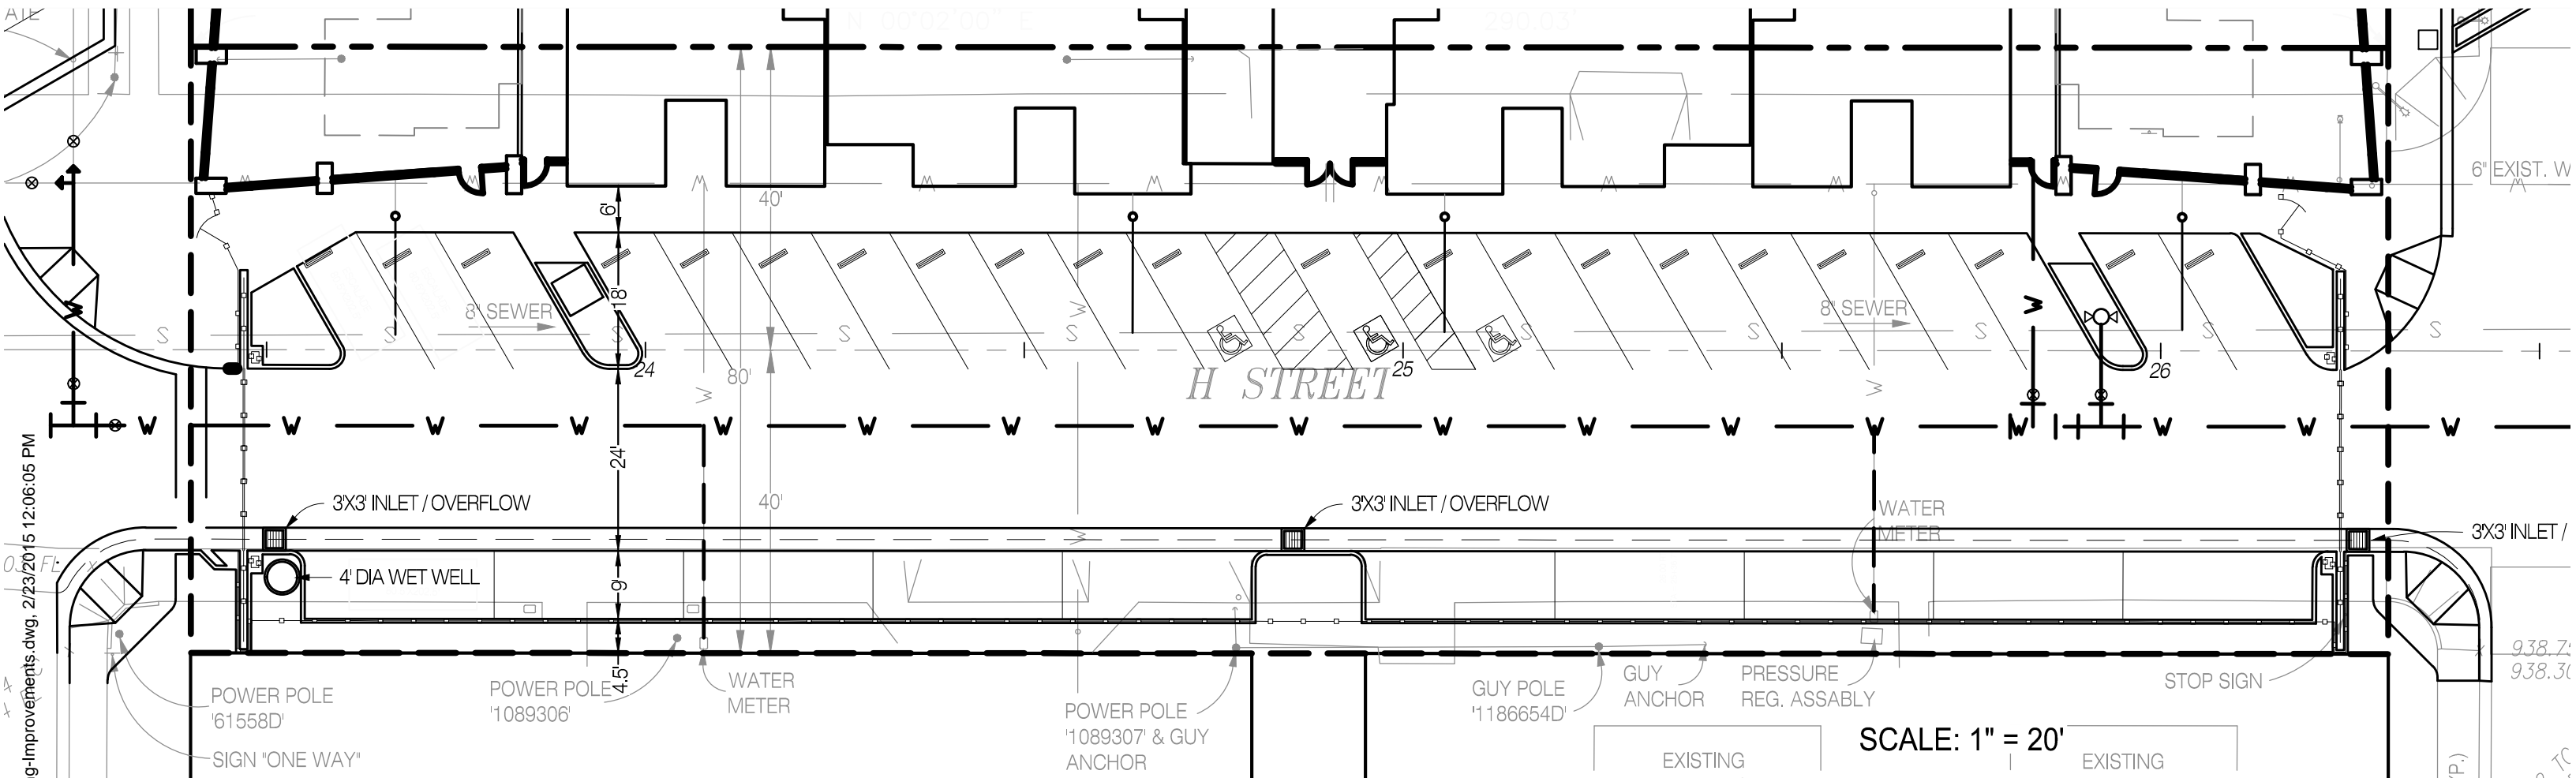 N 00°02'00" E
290.03'
40'
6'
6" EXIST. W
18'
8" SEWER
8" SEWER
S
S
S
S
S
S
S
S
S
24
25
26
80'
H STREET
W W W W W W W W W W W W W W W W W
24'
40'
3'X3' INLET / OVERFLOW
3'X3' INLET / OVERFLOW
WATER
METER
3'X3' INLET /
4' DIA WET WELL
9'
4.5'
POWER POLE
'61558D'
SIGN "ONE WAY"
POWER POLE
'1089306'
WATER
METER
POWER POLE
'1089307' & GUY
ANCHOR
GUY POLE
'1186654D'
GUY
ANCHOR
PRESSURE
REG. ASSABLY
STOP SIGN
SCALE: 1" = 20'
EXISTING
EXISTING
ng-Improvements.dwg, 2/23/2015 12:06:05 PM